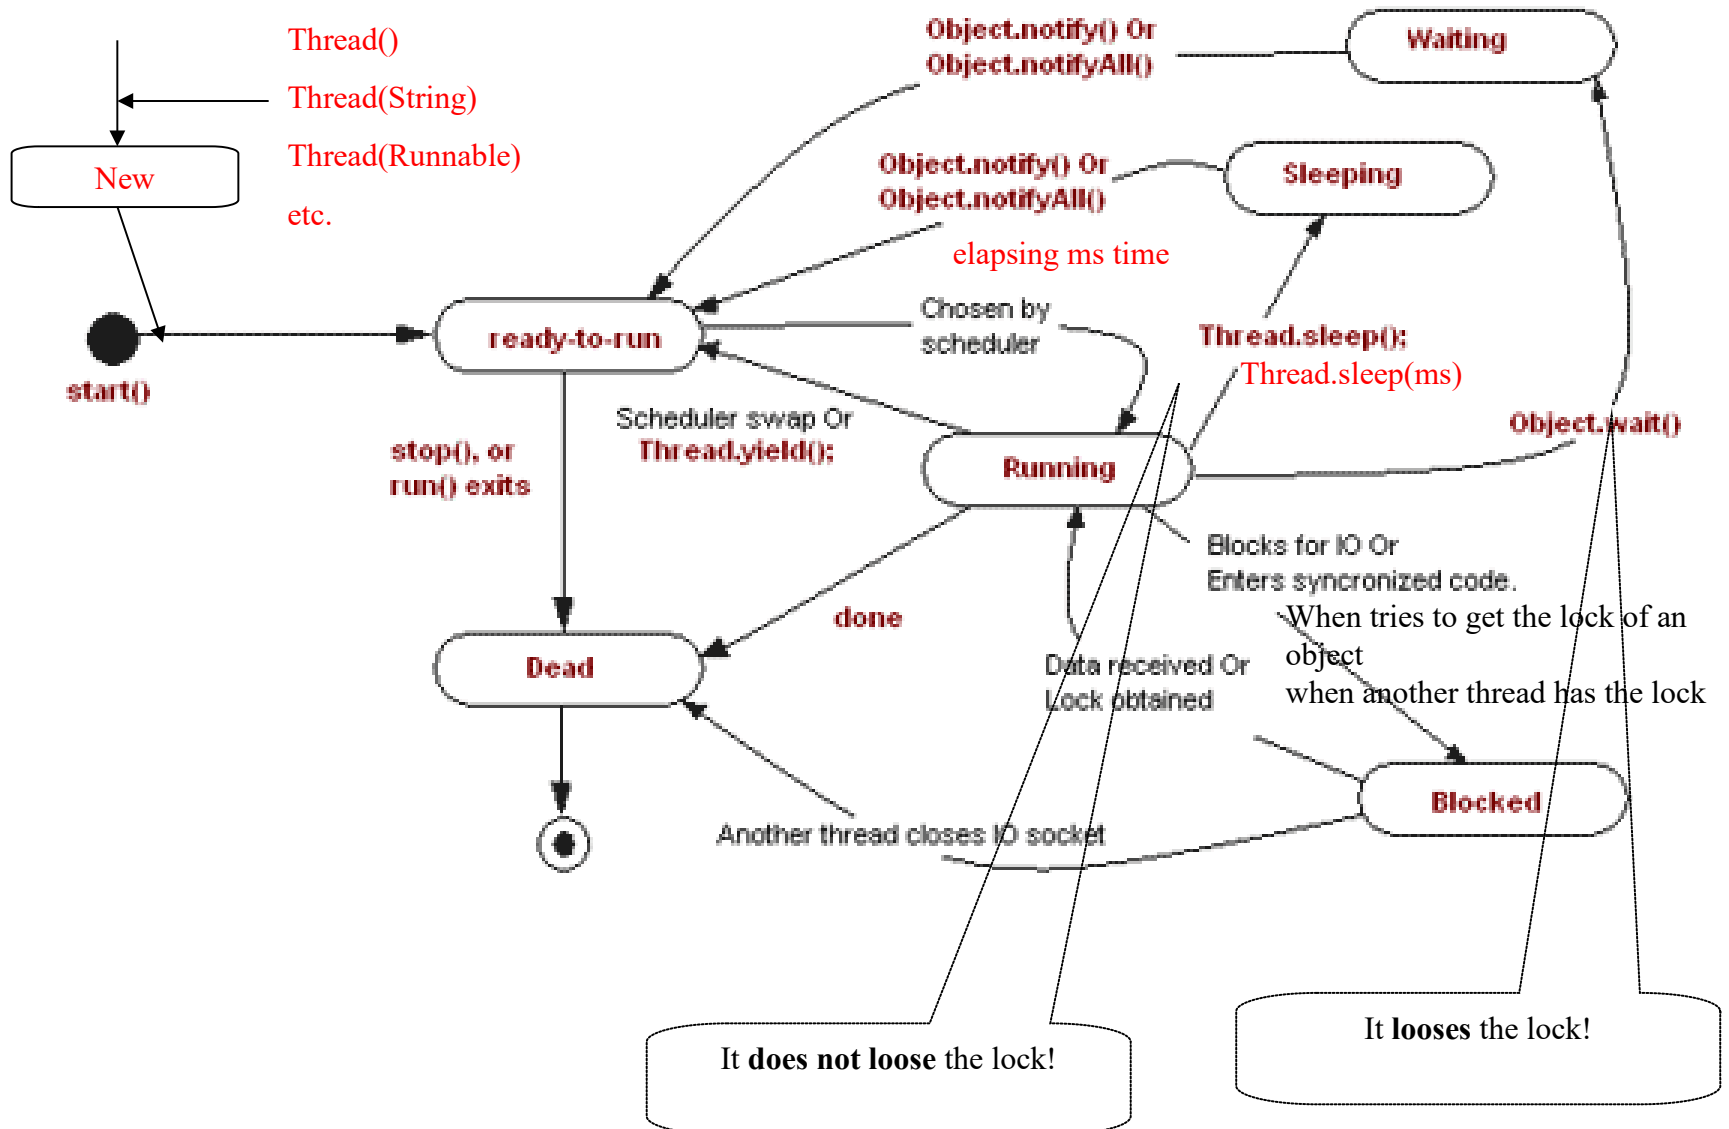 Thread()
Thread(String)
Thread(Runnable)
etc.
New
start()
Object.notify() Or
Object.notifyAll()
Waiting
Object.notify() Or
Object.notifyAll()
elapsing ms time
Sleeping
ready-to-run
Chosen by
scheduler
Thread.sleep();
Thread.sleep(ms)
Object.wait()
Scheduler swap Or
Thread.yield();
stop(), or
run() exits
Running
Blocks for IO Or
Enters syncronized code.
When tries to get the lock of an
object
when another thread has the lock
done
Data received Or
Lock obtained
Dead
Blocked
Another thread closes IO socket
It does not loose the lock!
It looses the lock!